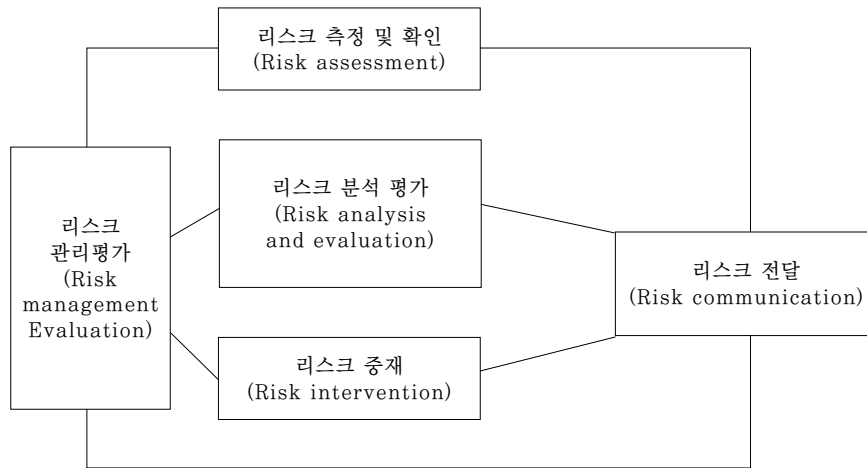 리스크 측정 및 확인
(Risk assessment)
리스크 분석 평가
(Risk analysis
and evaluation)
리스크
관리평가
(Risk
management
Evaluation)
리스크 전달
(Risk communication)
리스크 중재
(Risk intervention)